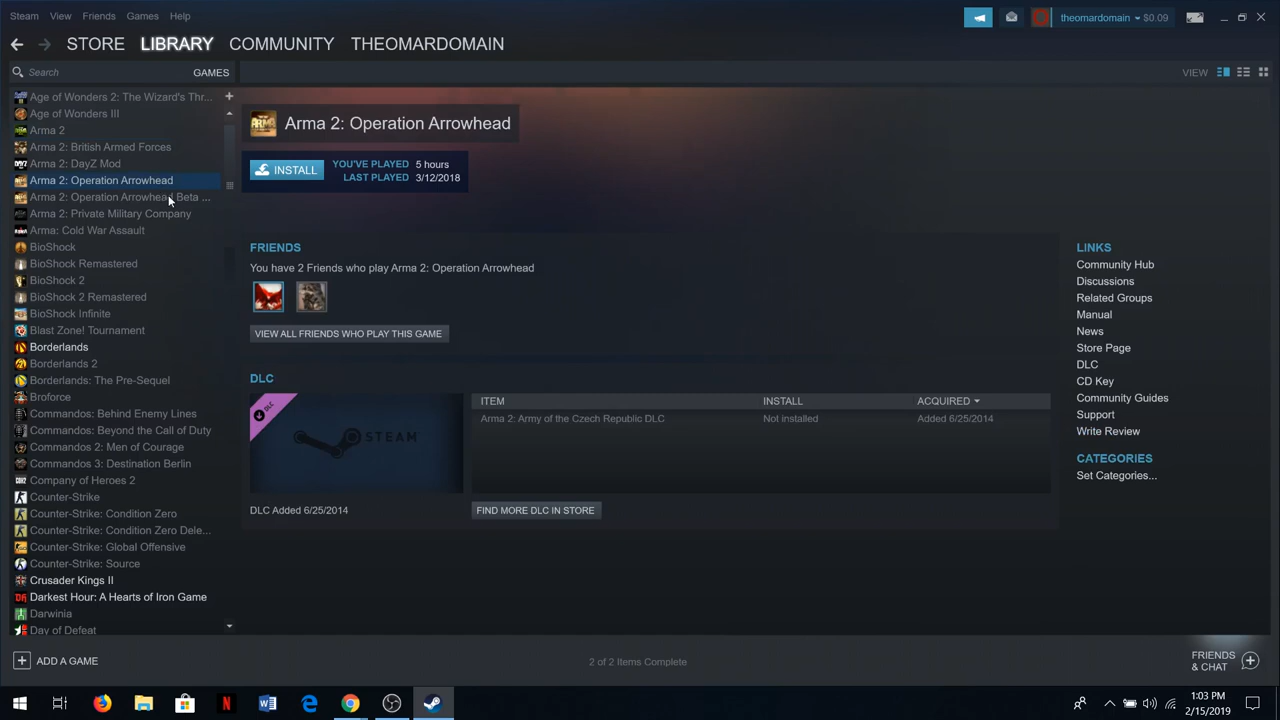 Steam View Friends Games Help
theomardomain $0.09
STORE LIBRARY COMMUNITY THEOMARDOMAIN
Search GAMES
VIEW
Age of Wonders 2: The Wizard's Thr...
Age of Wonders III
Arma 2
Arma 2: British Armed Forces
Arma 2: DayZ Mod
Arma 2: Operation Arrowhead
Arma 2: Operation Arrowhead Beta ...
Arma 2: Private Military Company
Arma: Cold War Assault
BioShock
BioShock Remastered
BioShock 2
BioShock 2 Remastered
BioShock Infinite
Blast Zone! Tournament
Borderlands
Borderlands 2
Borderlands: The Pre-Sequel
Broforce
Commandos: Behind Enemy Lines
Commandos: Beyond the Call of Duty
Commandos 2: Men of Courage
Commandos 3: Destination Berlin
Company of Heroes 2
Counter-Strike
Counter-Strike: Condition Zero
Counter-Strike: Condition Zero Dele...
Counter-Strike: Global Offensive
Counter-Strike: Source
Crusader Kings II
Darkest Hour: A Hearts of Iron Game
Darwinia
Day of Defeat
Arma 2: Operation Arrowhead
INSTALL
YOU'VE PLAYED 5 hours
LAST PLAYED 3/12/2018
FRIENDS
You have 2 Friends who play Arma 2: Operation Arrowhead
VIEW ALL FRIENDS WHO PLAY THIS GAME
DLC
DLC
STEAM
DLC Added 6/25/2014
ITEM INSTALL ACQUIRED
Arma 2: Army of the Czech Republic DLC Not installed Added 6/25/2014
FIND MORE DLC IN STORE
LINKS
Community Hub
Discussions
Related Groups
Manual
News
Store Page
DLC
CD Key
Community Guides
Support
Write Review
CATEGORIES
Set Categories...
ADD A GAME
2 of 2 Items Complete
FRIENDS
& CHAT
1:03 PM
2/15/2019